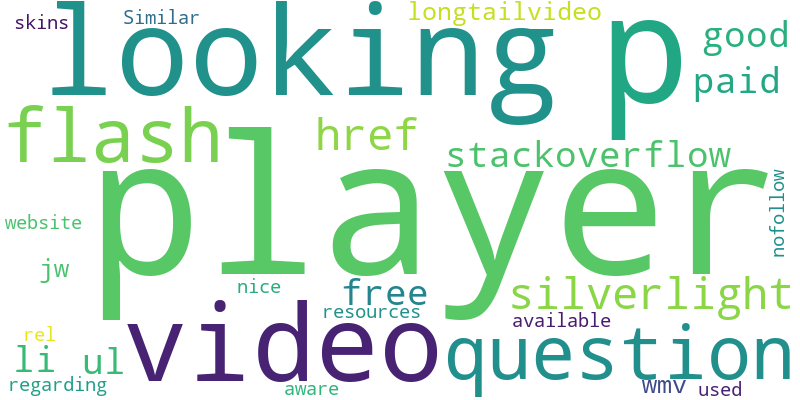 skins
Similar
longtailvideo
looking
p
good
paid
flash
href
stackoverflow
player
nofollow
website
jw
nice
free
silverlight
resources
available
rel
video
question
li
ul
regarding
aware
wmv
used